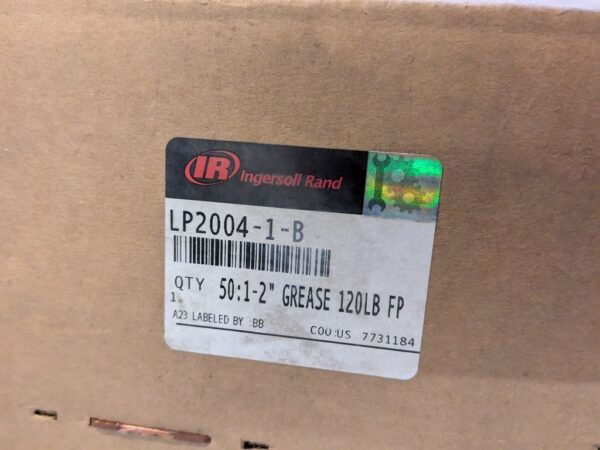 IR Ingersoll Rand
LP2004-1-B
QTY 50:1-2" GREASE 120LB FP
1
A23 LABELED BY :BB
COO:US 7731184